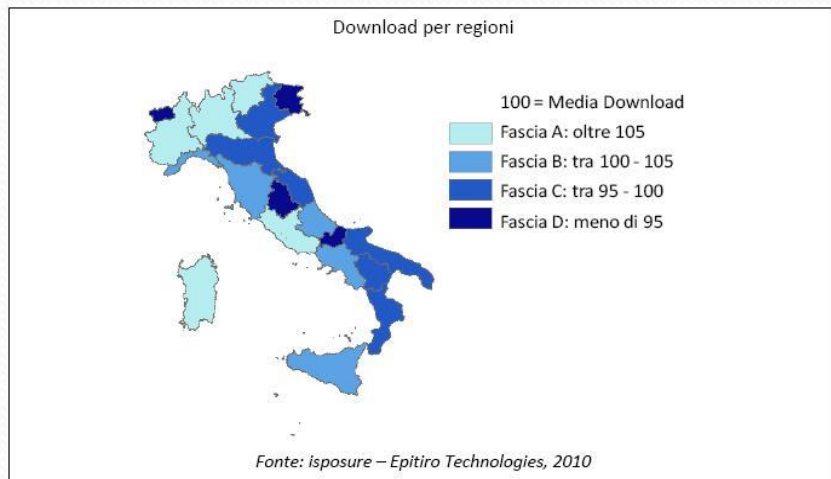 Download per regioni
100 = Media Download
Fascia A: oltre 105
Fascia B: tra 100 - 105
Fascia C: tra 95 - 100
Fascia D: meno di 95
Fonte: isposure – Epitiro Technologies, 2010